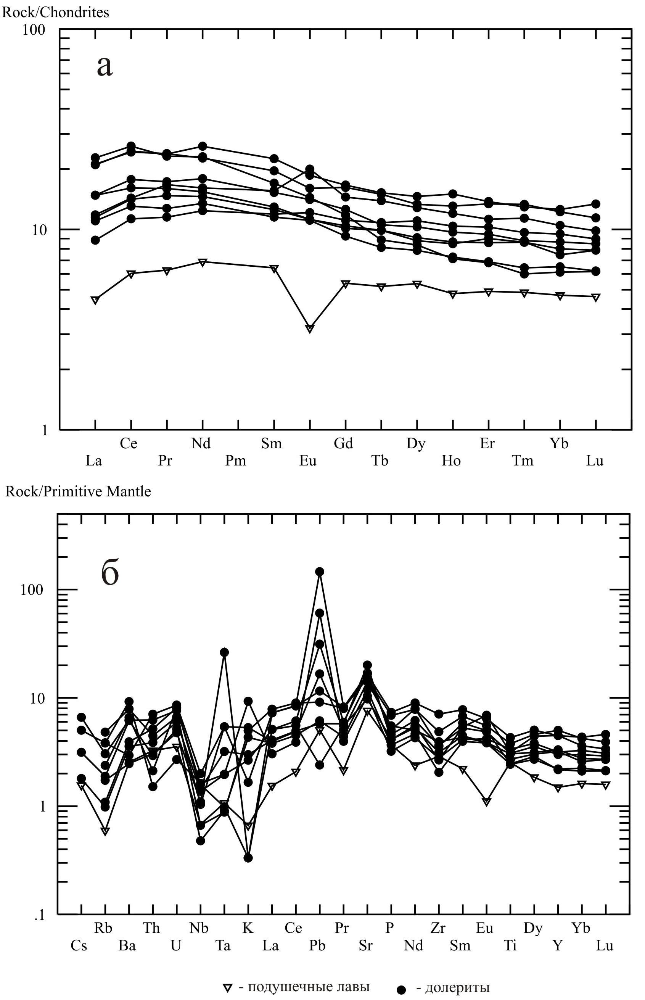 Rock/Chondrites
100
а
10
1
Ce Nd Sm Gd Dy Er Yb
La Pr Pm Eu Tb Ho Tm Lu
Rock/Primitive Mantle
б
100
10
1
.1
Rb Th Nb K Ce Pr P Zr Eu Dy Yb
Cs Ba U Ta La Pb Sr Nd Sm Ti Y Lu
- подушечные лавы - долериты